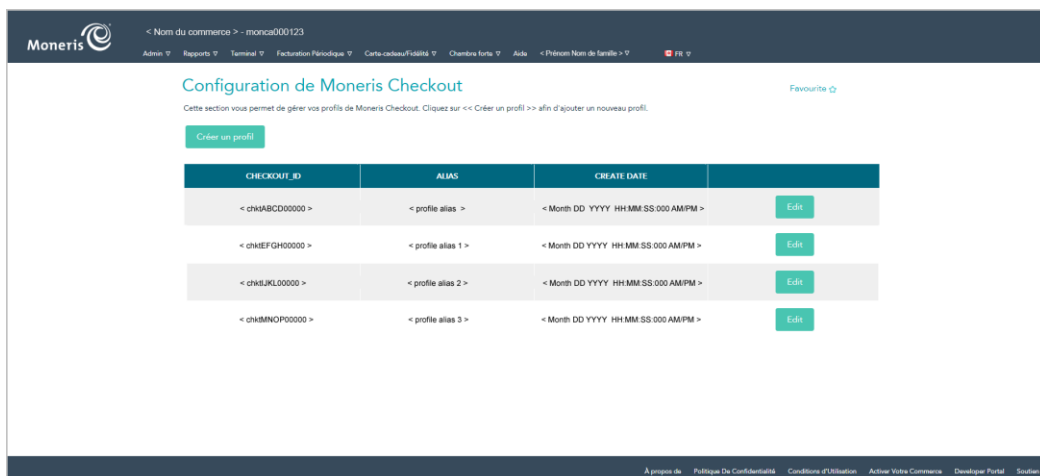 Moneris
< Nom du commerce > - monca000123
Admin Rapports Terminal Facturation Périodique Carte-cadeau/Fidélité Chambre forte Aide < Prénom Nom de famille > FR
Configuration de Moneris Checkout
Favourite
Cette section vous permet de gérer vos profils de Moneris Checkout. Cliquez sur << Créer un profil >> afin d'ajouter un nouveau profil.
Créer un profil
CHECKOUT_ID ALIAS CREATE DATE
< chktABCD00000 > < profile alias > < Month DD YYYY HH:MM:SS:000 AM/PM > Edit
< chktEFGH00000 > < profile alias 1 > < Month DD YYYY HH:MM:SS:000 AM/PM > Edit
< chktIJKL00000 > < profile alias 2 > < Month DD YYYY HH:MM:SS:000 AM/PM > Edit
< chktMNOP00000 > < profile alias 3 > < Month DD YYYY HH:MM:SS:000 AM/PM > Edit
À propos de Politique De Confidentialité Conditions d'Utilisation Activer Votre Commerce Developer Portal Soutien